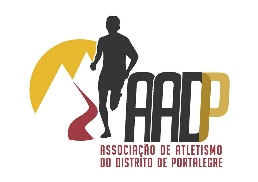 AADP
ASSOCIAÇÃO DE ATLETISMO
DO DISTRITO DE PORTALEGRE